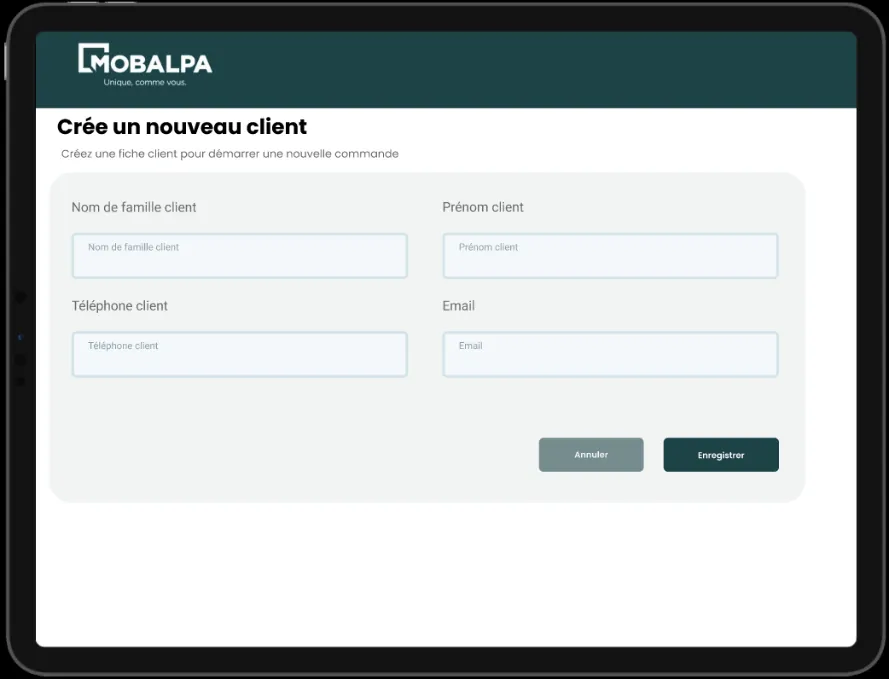 MOBALPA
Unique, comme vous.
Crée un nouveau client
Créez une fiche client pour démarrer une nouvelle commande
Nom de famille client
Prénom client
Nom de famille client
Prénom client
Téléphone client
Email
Téléphone client
Email
Annuler
Enregistrer